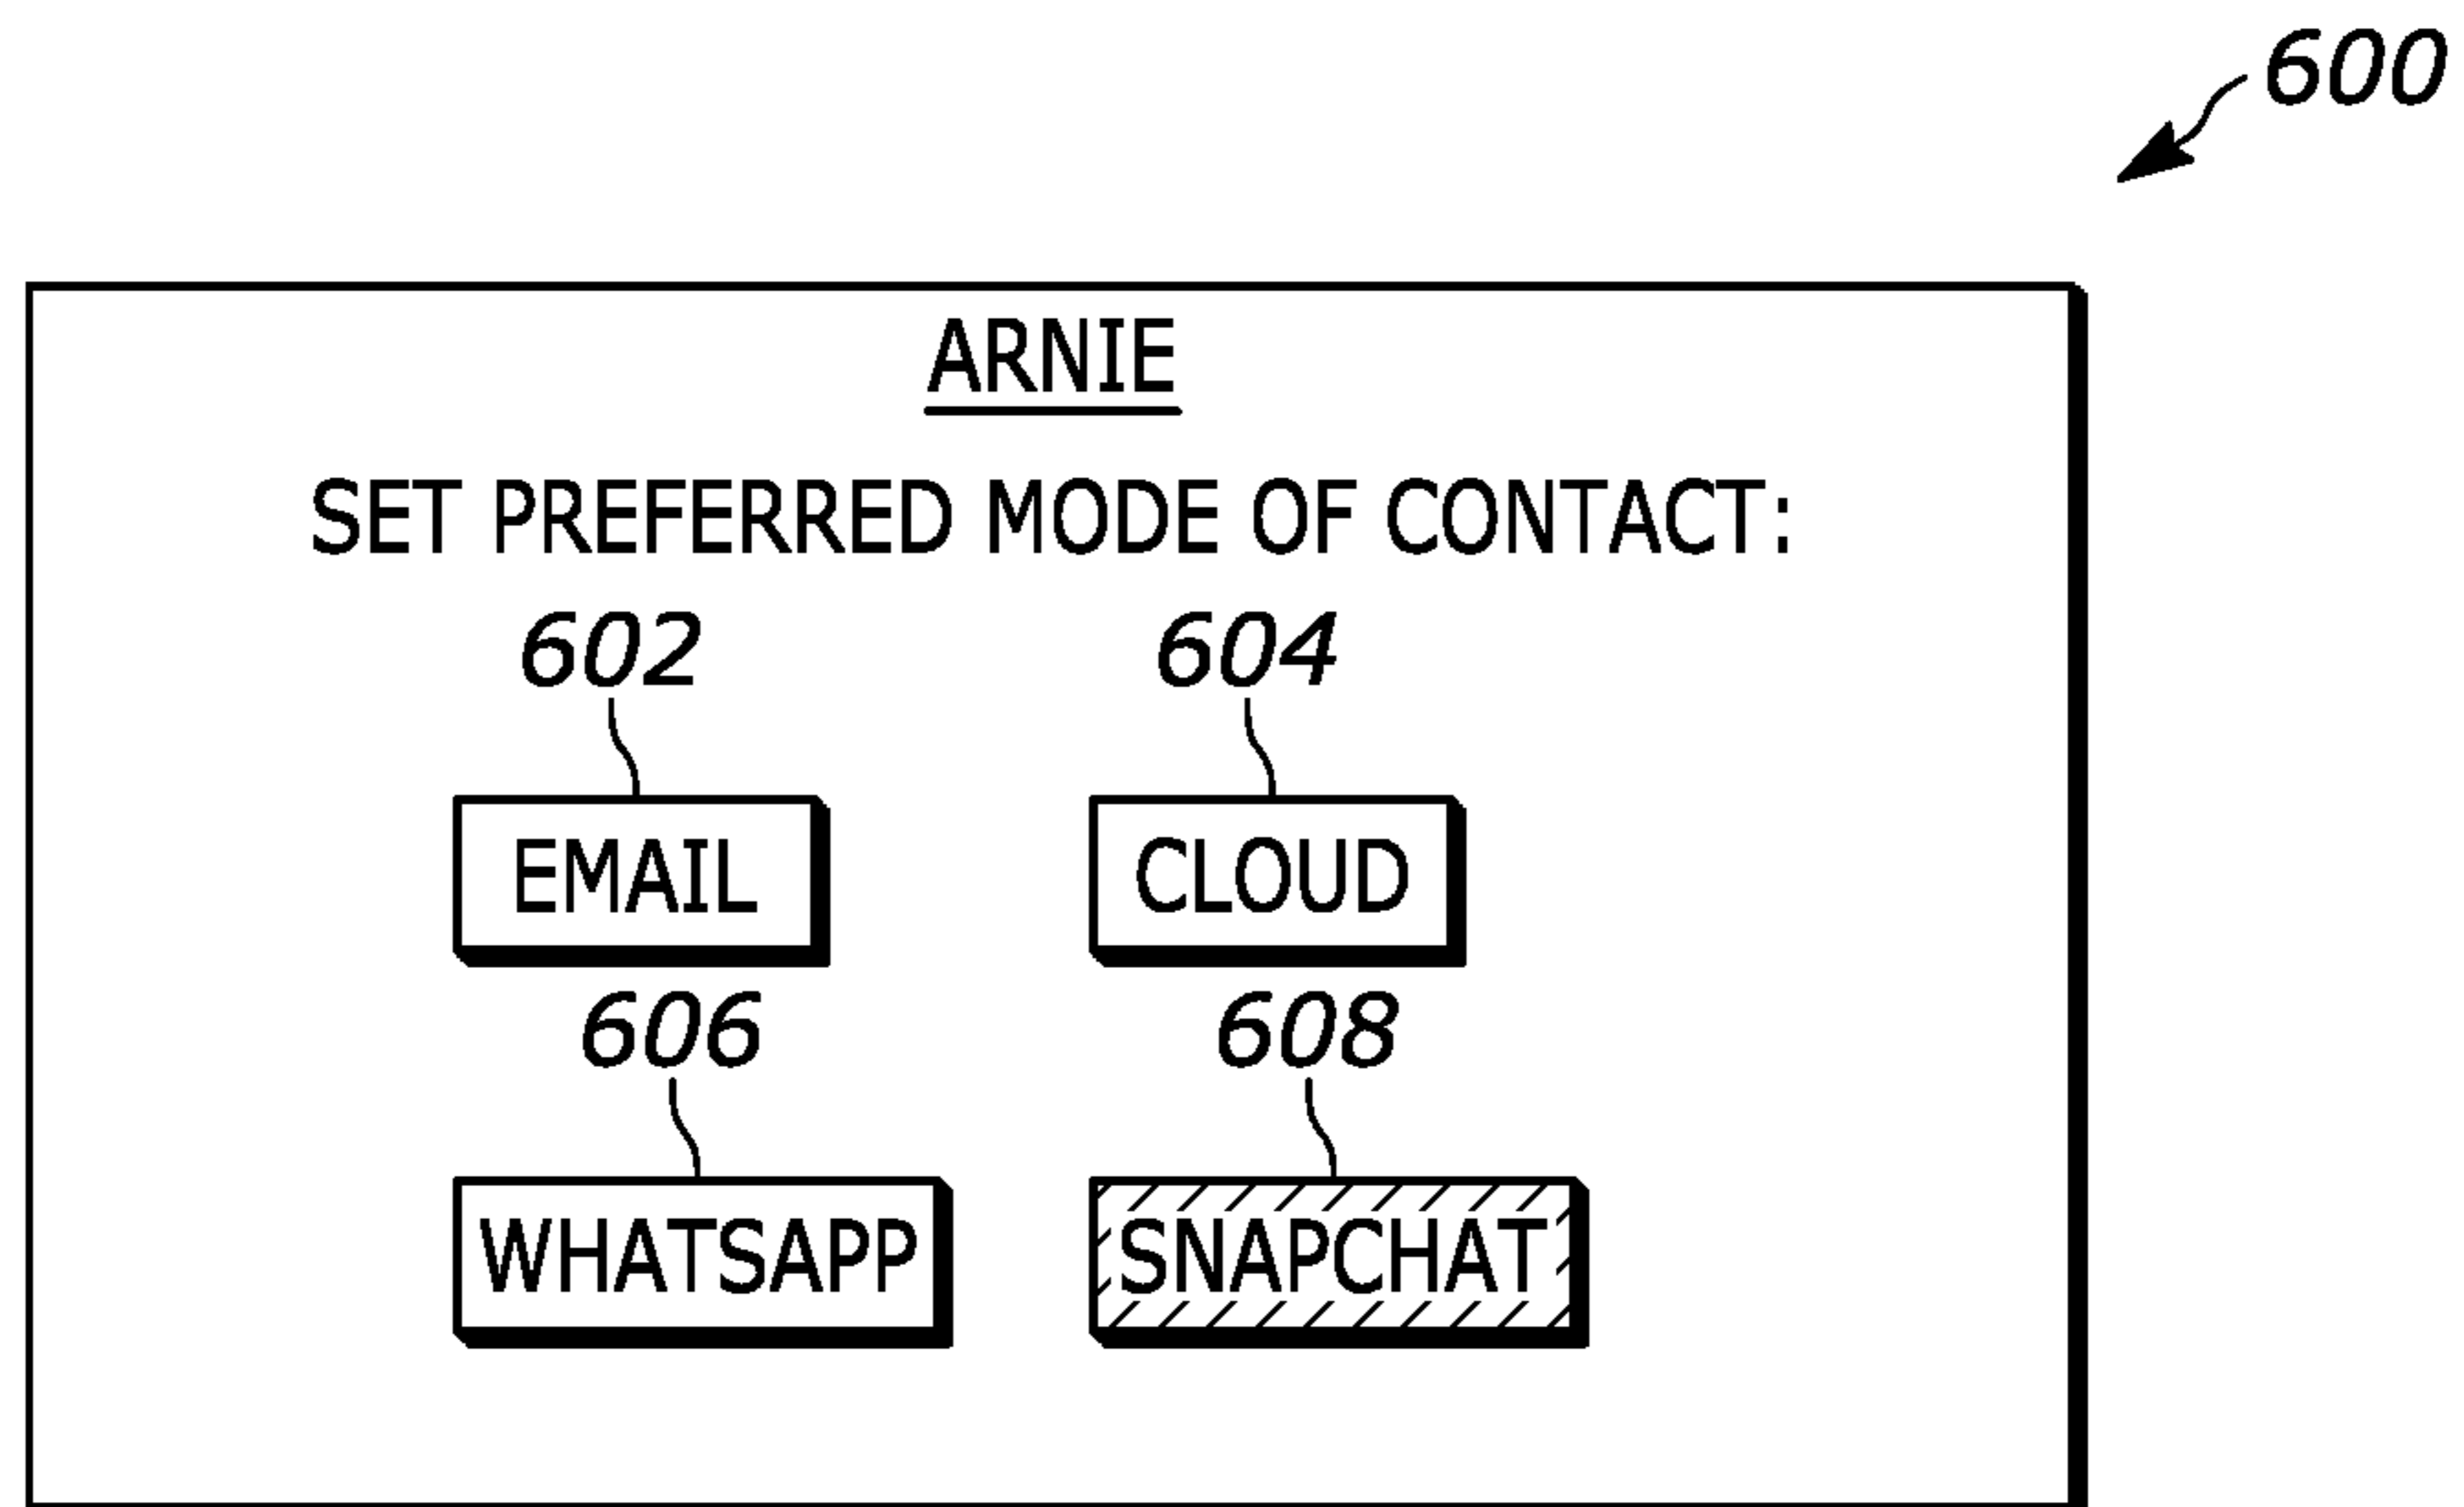 600
ARNIE
SET PREFERRED MODE OF CONTACT:
602 604
EMAIL CLOUD
606 608
WHATSAPP SNAPCHAT